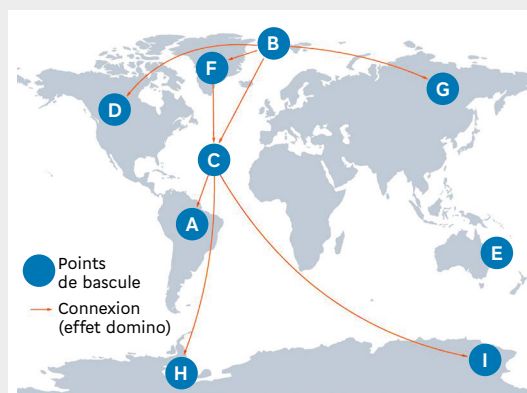 B
F
G
D
C
A
E
Points
de bascule
Connexion
(effet domino)
H
I